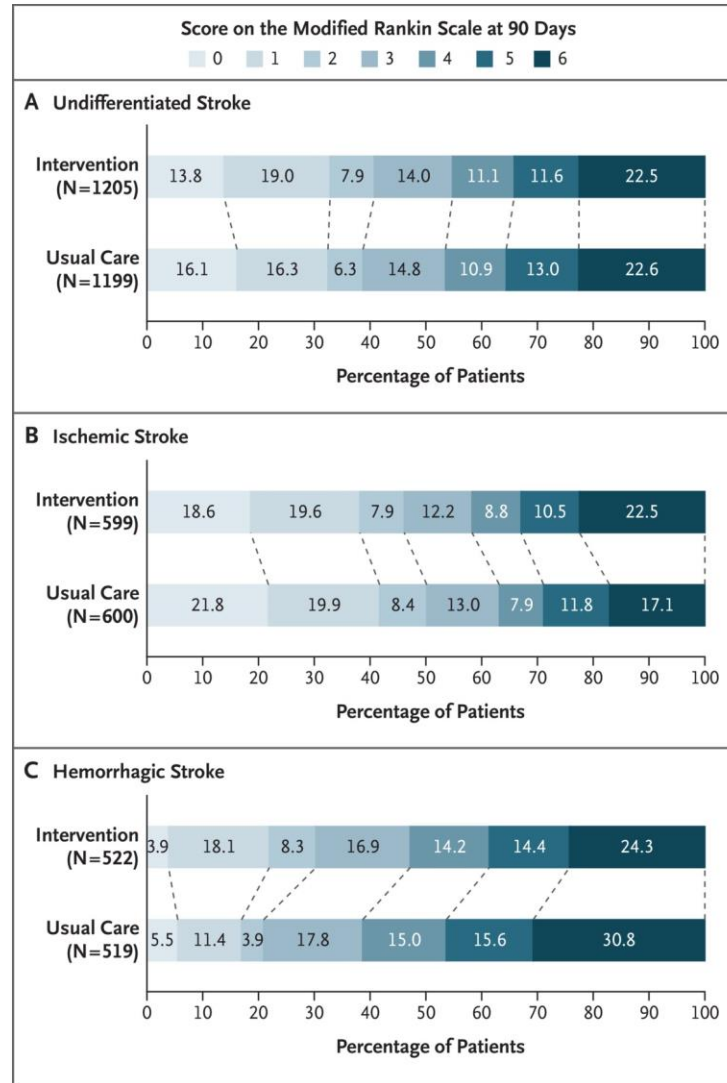 Score on the Modified Rankin Scale at 90 Days
0 1 2 3 4 5 6
A Undifferentiated Stroke
Intervention
(N=1205)
13.8 19.0 7.9 14.0 11.1 11.6 22.5
Usual Care
(N=1199)
16.1 16.3 6.3 14.8 10.9 13.0 22.6
0 10 20 30 40 50 60 70 80 90 100
Percentage of Patients
B Ischemic Stroke
Intervention
(N=599)
18.6 19.6 7.9 12.2 8.8 10.5 22.5
Usual Care
(N=600)
21.8 19.9 8.4 13.0 7.9 11.8 17.1
0 10 20 30 40 50 60 70 80 90 100
Percentage of Patients
C Hemorrhagic Stroke
Intervention
(N=522)
3.9 18.1 8.3 16.9 14.2 14.4 24.3
Usual Care
(N=519)
5.5 11.4 3.9 17.8 15.0 15.6 30.8
0 10 20 30 40 50 60 70 80 90 100
Percentage of Patients